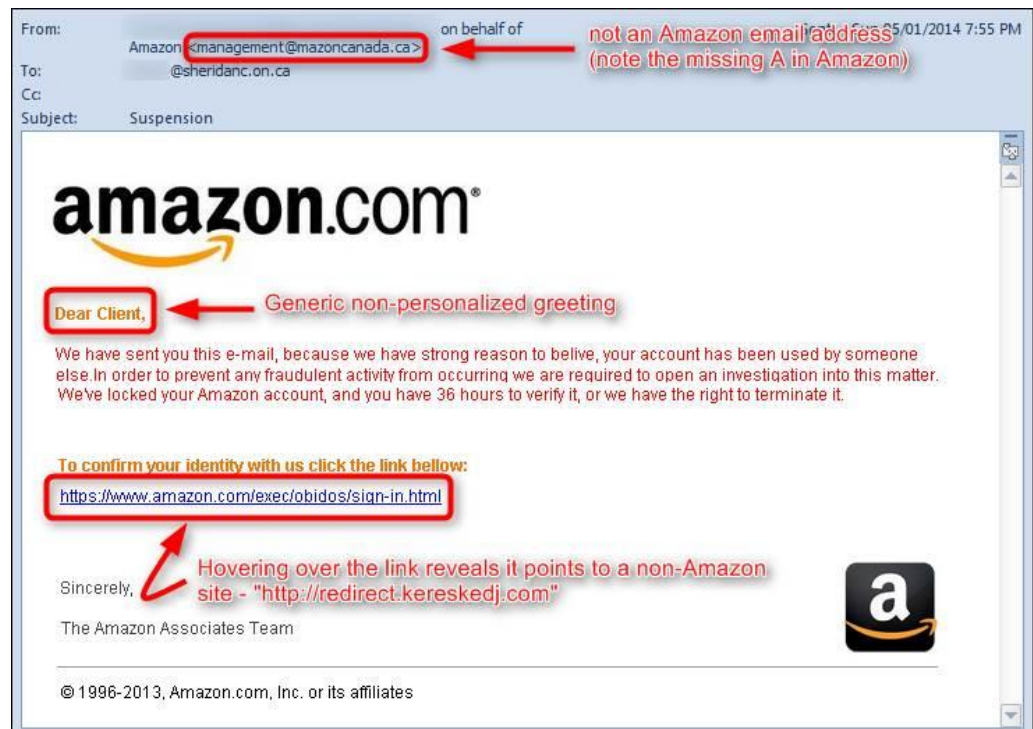 From: on behalf of
Amazon <management@mazoncanada.ca>
not an Amazon email address
(note the missing A in Amazon)
Sun 05/01/2014 7:55 PM
To: @sheridanc.on.ca
Cc:
Subject: Suspension
amazon.com®
Dear Client,
Generic non-personalized greeting
We have sent you this e-mail, because we have strong reason to belive, your account has been used by someone
else.In order to prevent any fraudulent activity from occurring we are required to open an investigation into this matter.
We've locked your Amazon account, and you have 36 hours to verify it, or we have the right to terminate it.
To confirm your identity with us click the link bellow:
https://www.amazon.com/exec/obidos/sign-in.html
Hovering over the link reveals it points to a non-Amazon
site - "http://redirect.kereskedj.com"
Sincerely,
The Amazon Associates Team
a
© 1996-2013, Amazon.com, Inc. or its affiliates